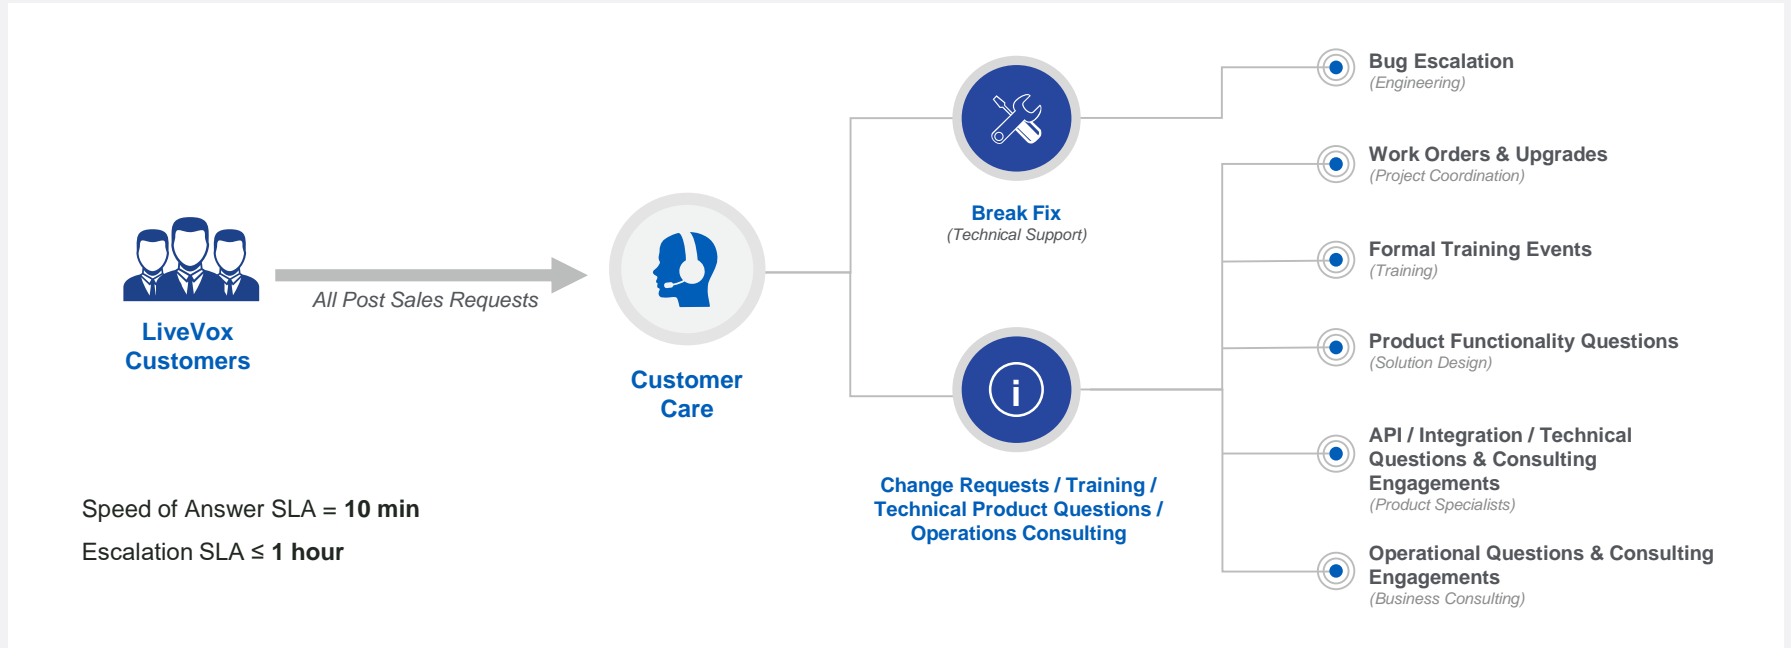 LiveVox
Customers
All Post Sales Requests
Customer
Care
Break Fix
(Technical Support)
i
Change Requests / Training /
Technical Product Questions /
Operations Consulting
Bug Escalation
(Engineering)
Work Orders & Upgrades
(Project Coordination)
Formal Training Events
(Training)
Product Functionality Questions
(Solution Design)
API / Integration / Technical
Questions & Consulting
Engagements
(Product Specialists)
Operational Questions & Consulting
Engagements
(Business Consulting)
Speed of Answer SLA = 10 min
Escalation SLA ≤ 1 hour